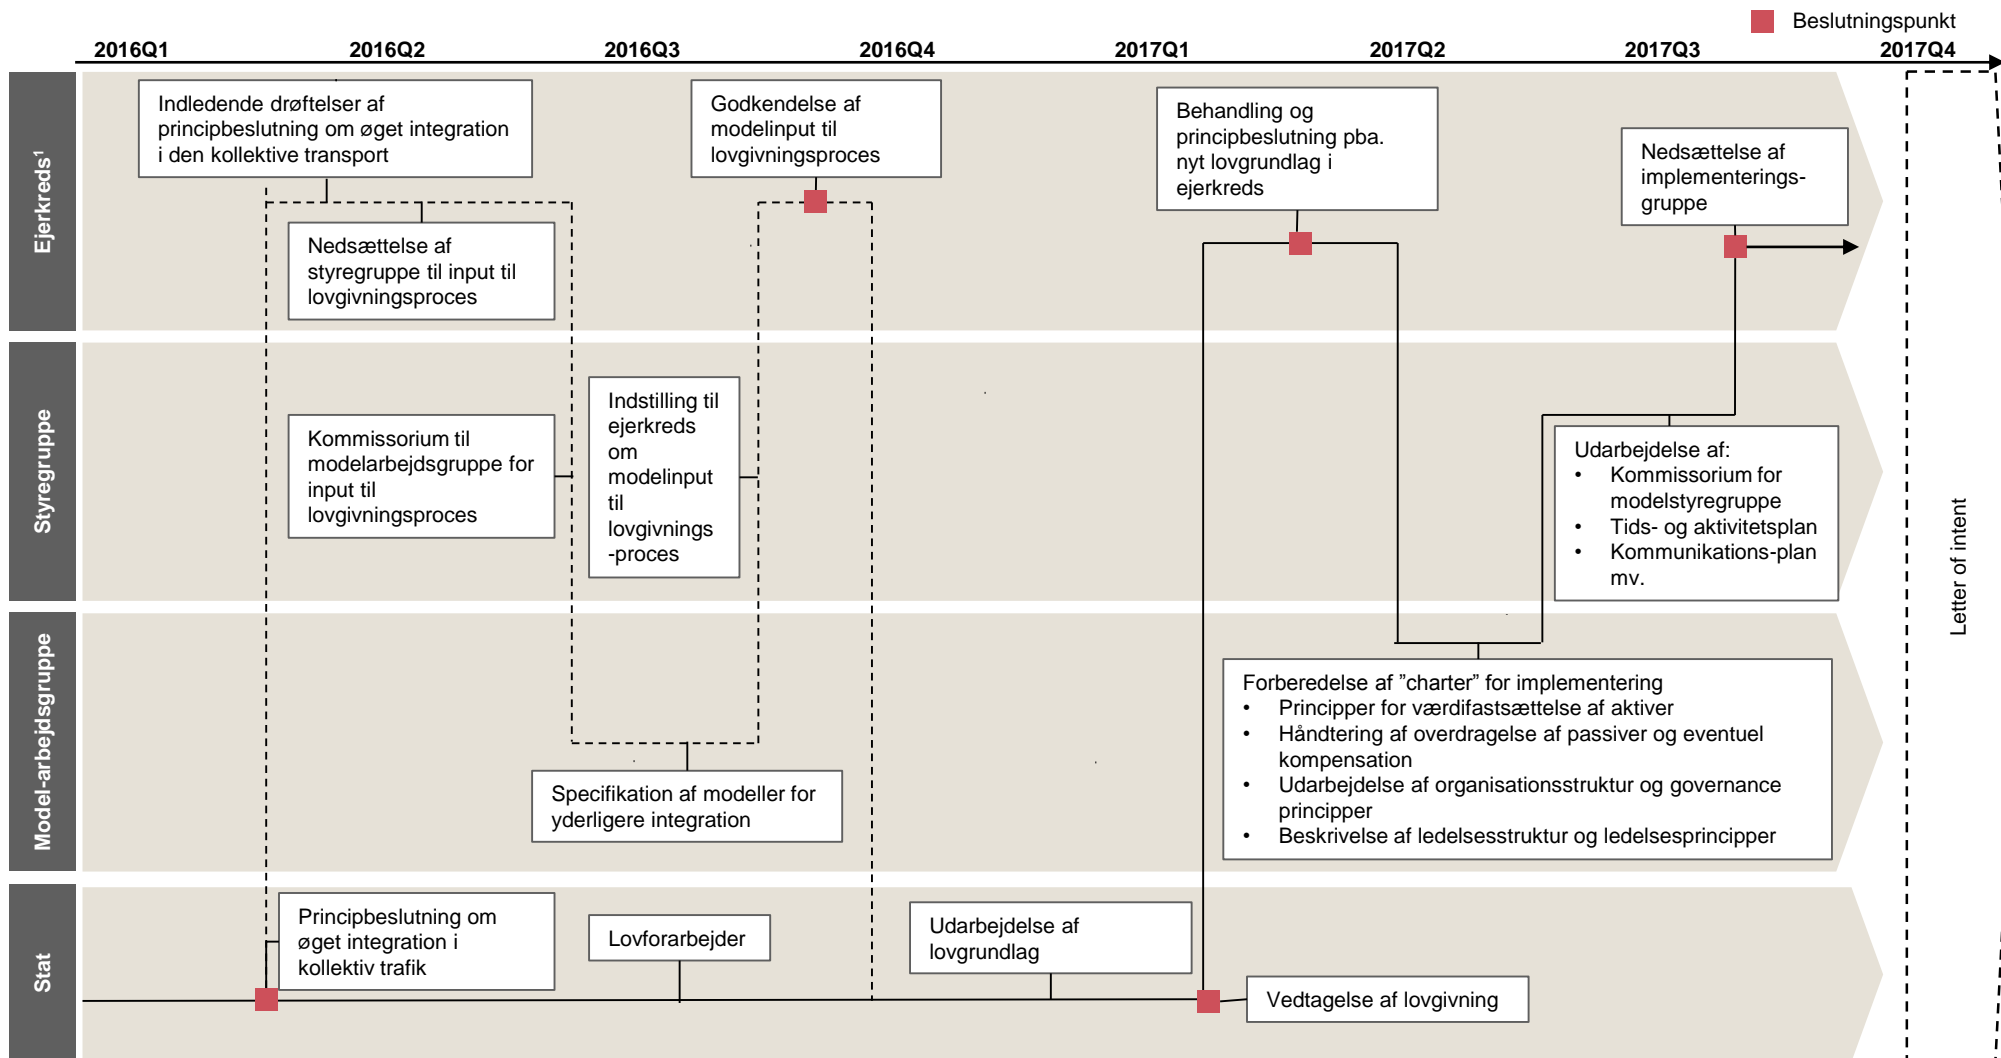 Beslutningspunkt
2016Q1
2016Q2
2016Q3
2016Q4
2017Q1
2017Q2
2017Q3
2017Q4
Ejerkreds¹
Indledende drøftelser af
principbeslutning om øget integration
i den kollektive transport
Nedsættelse af
styregruppe til input til
lovgivningsproces
Godkendelse af
modelinput til
lovgivningsproces
Behandling og
principbeslutning pba.
nyt lovgrundlag i
ejerkreds
Nedsættelse af
implementerings-
gruppe
Styregruppe
Kommissorium til
modelarbejdsgruppe for
input til
lovgivningsproces
Indstilling til
ejerkreds
om
modelinput
til
lovgivnings
-proces
Udarbejdelse af:
• Kommissorium for
modelstyregruppe
• Tids- og aktivitetsplan
• Kommunikations-plan
mv.
Model-arbejdsgruppe
Specifikation af modeller for
yderligere integration
Forberedelse af ”charter” for implementering
• Principper for værdifastsættelse af aktiver
• Håndtering af overdragelse af passiver og eventuel
kompensation
• Udarbejdelse af organisationsstruktur og governance
principper
• Beskrivelse af ledelsesstruktur og ledelsesprincipper
Stat
Principbeslutning om
øget integration i
kollektiv trafik
Lovforarbejder
Udarbejdelse af
lovgrundlag
Vedtagelse af lovgivning
Letter of intent